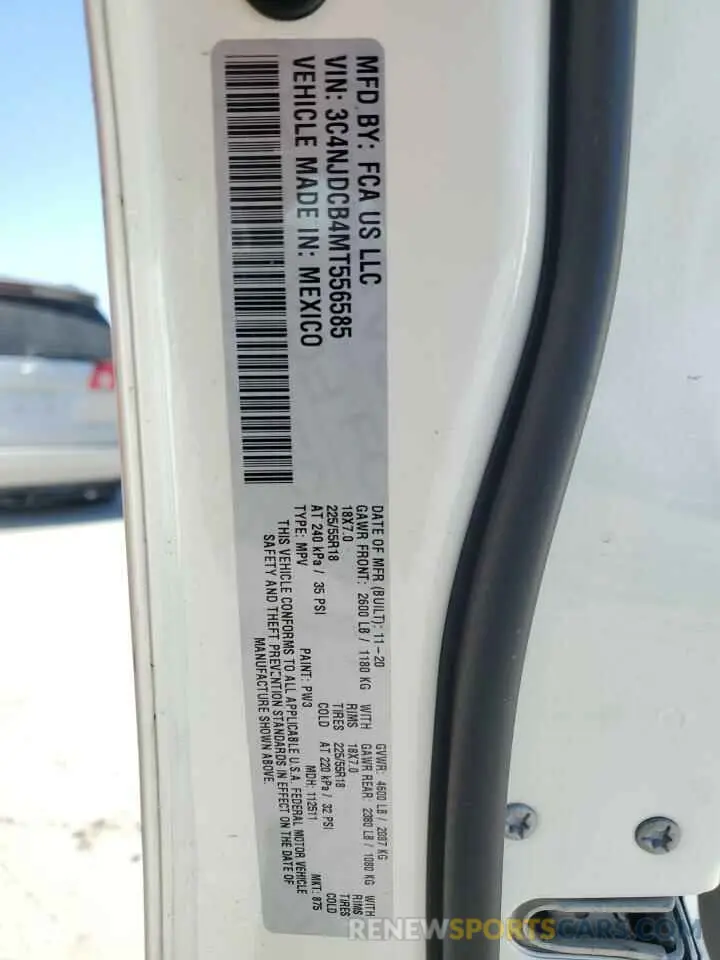 MFD BY: FCA US LLC
VIN: 3C4NJDCB4MT556585
VEHICLE MADE IN: MEXICO
DATE OF MFR (BUILT): 11-20 GVWR: 4600 LB / 2087 KG
GAWR FRONT: 2600 LB / 1180 KG WITH GAWR REAR: 2380 LB / 1080 KG WITH
18X7.0 RIMS 18X7.0 RIMS
225/55R18 TIRES 225/55R18 TIRES
AT 240 kPa / 35 PSI COLD AT 220 kPa / 32 PSI COLD
TYPE: MPV PAINT: PW3 MDH: 112511 MKT: 875
THIS VEHICLE CONFORMS TO ALL APPLICABLE U.S.A. FEDERAL MOTOR VEHICLE
SAFETY AND THEFT PREVENTION STANDARDS IN EFFECT ON THE DATE OF
MANUFACTURE SHOWN ABOVE.
RENEWSPORTSCARS.COM